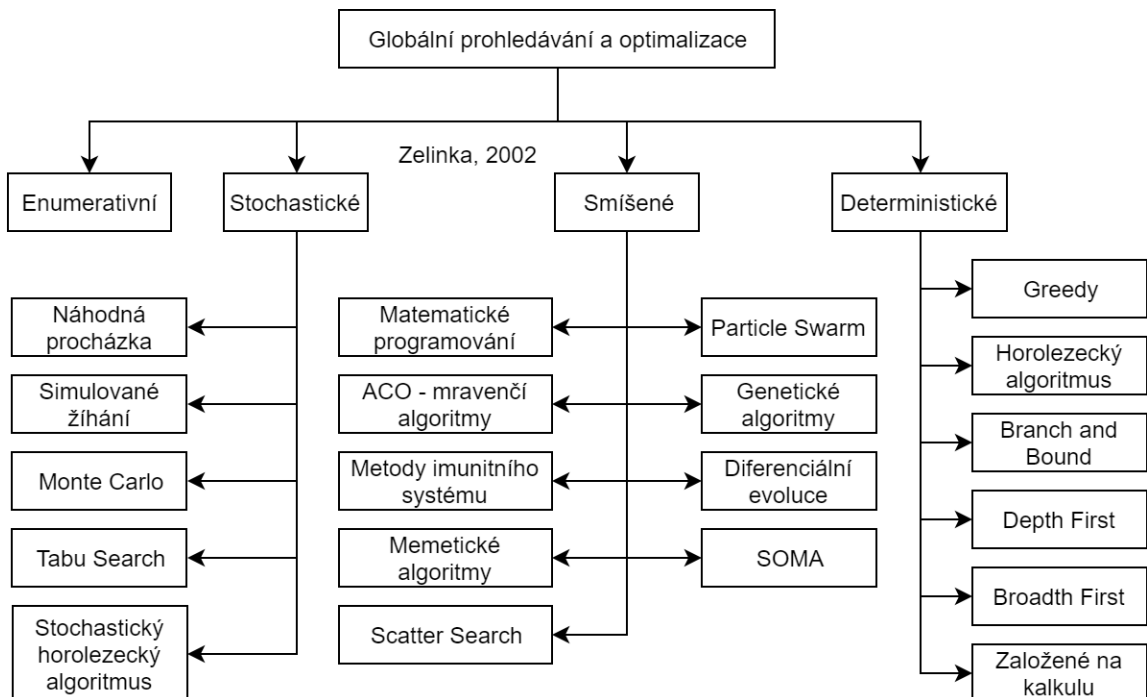 Globální prohledávání a optimalizace
Zelinka, 2002
Enumerativní
Stochastické
Smíšené
Deterministické
Náhodná
procházka
Simulované
žíhání
Monte Carlo
Tabu Search
Stochastický
horolezecký
algoritmus
Matematické
programování
ACO - mravenčí
algoritmy
Metody imunitního
systému
Memetické
algoritmy
Scatter Search
Particle Swarm
Genetické
algoritmy
Diferenciální
evoluce
SOMA
Greedy
Horolezecký
algoritmus
Branch and
Bound
Depth First
Broadth First
Založené na
kalkulu